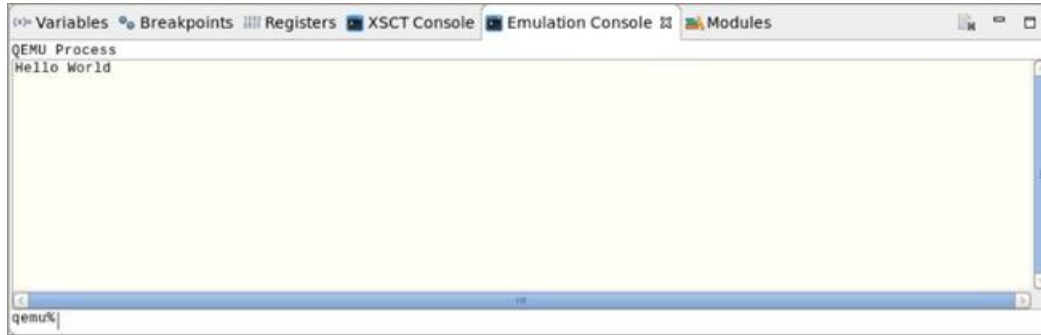 Variables Breakpoints Registers XSCT Console Emulation Console Modules
QEMU Process
Hello World
qemu%